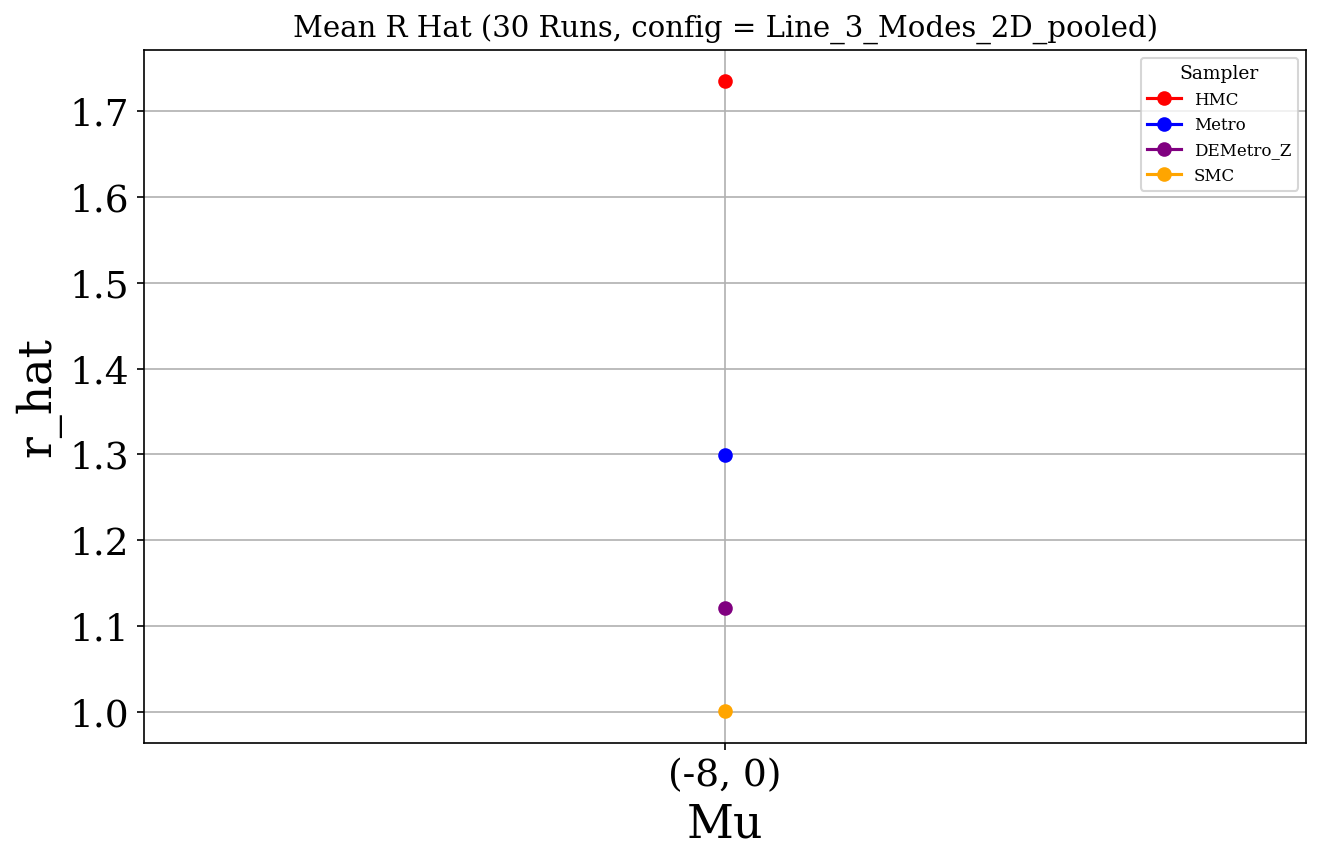 Mean R Hat (30 Runs, config = Line_3_Modes_2D_pooled)
Sampler
HMC
Metro
DEMetro_Z
SMC
r_hat
1.7
1.6
1.5
1.4
1.3
1.2
1.1
1.0
(-8, 0)
Mu